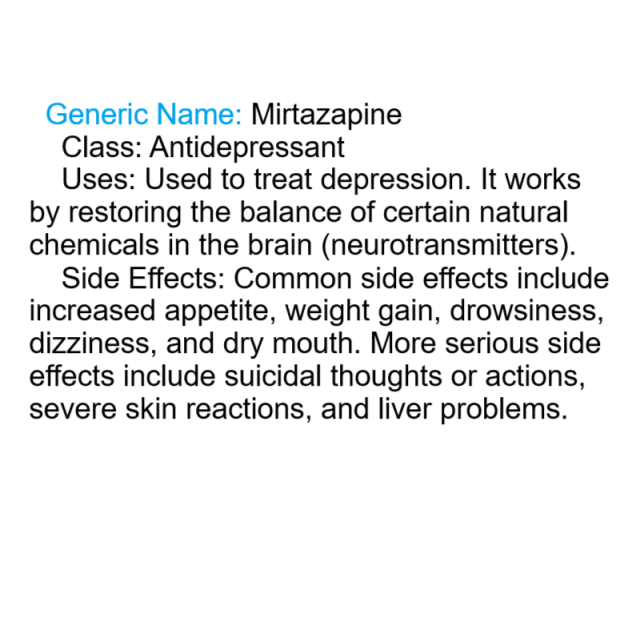 Generic Name: Mirtazapine
Class: Antidepressant
Uses: Used to treat depression. It works
by restoring the balance of certain natural
chemicals in the brain (neurotransmitters).
Side Effects: Common side effects include
increased appetite, weight gain, drowsiness,
dizziness, and dry mouth. More serious side
effects include suicidal thoughts or actions,
severe skin reactions, and liver problems.